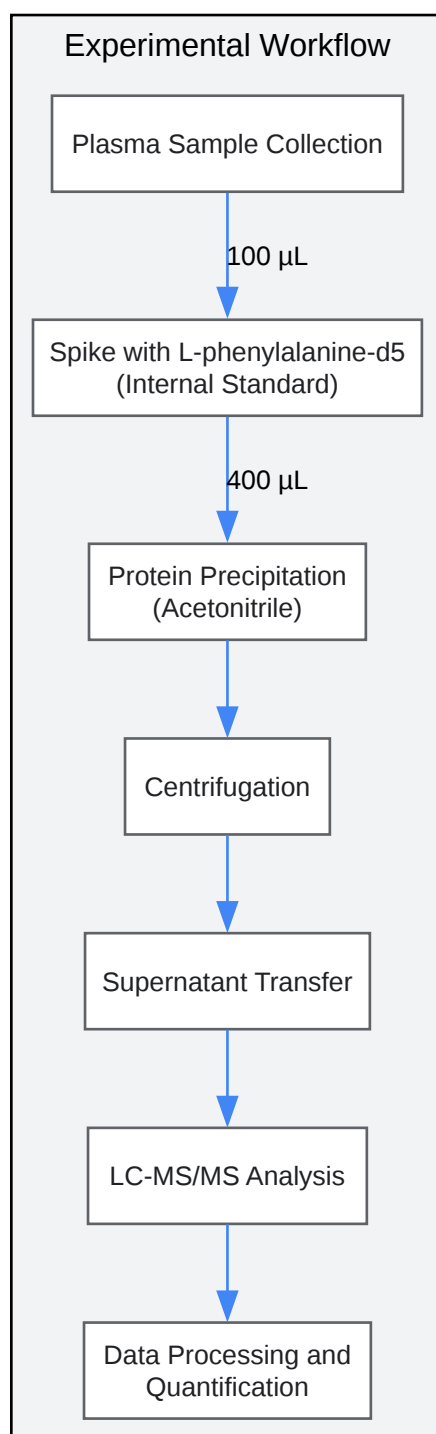 Experimental Workflow
Plasma Sample Collection
100 µL
Spike with L-phenylalanine-d5
(Internal Standard)
400 µL
Protein Precipitation
(Acetonitrile)
Centrifugation
Supernatant Transfer
LC-MS/MS Analysis
Data Processing and
Quantification